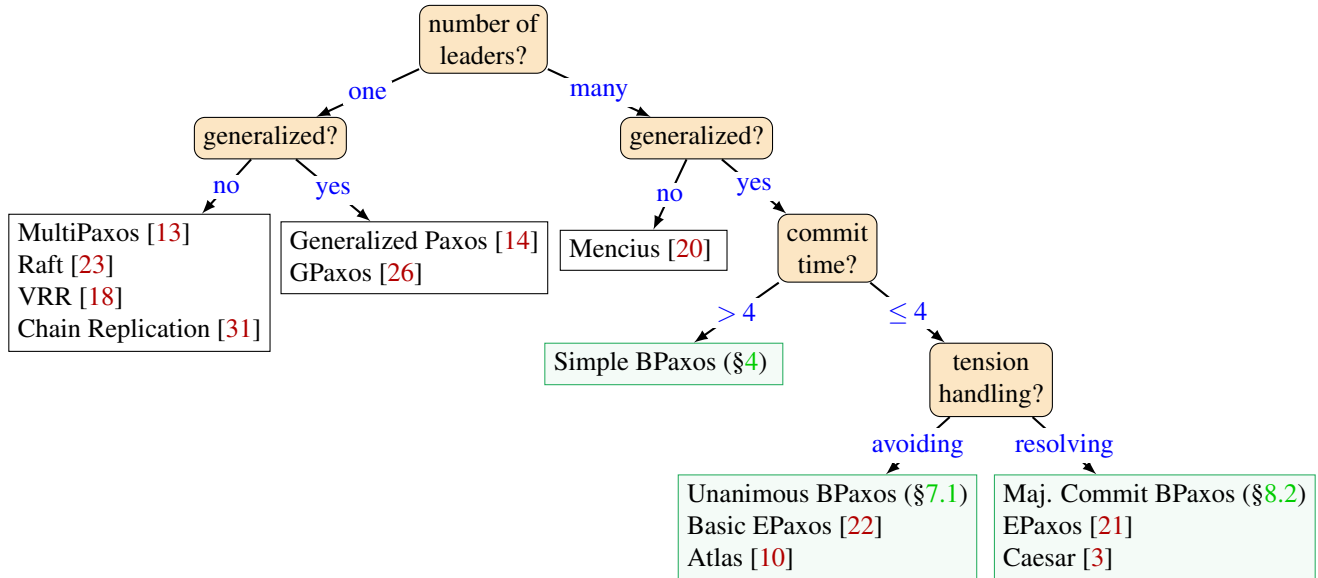 number of
leaders?
one
many
generalized?
generalized?
no
yes
no
yes
MultiPaxos [13]
Raft [23]
VRR [18]
Chain Replication [31]
Generalized Paxos [14]
GPaxos [26]
Mencius [20]
commit
time?
> 4
≤ 4
Simple BPaxos (§4)
tension
handling?
avoiding
resolving
Unanimous BPaxos (§7.1)
Basic EPaxos [22]
Atlas [10]
Maj. Commit BPaxos (§8.2)
EPaxos [21]
Caesar [3]